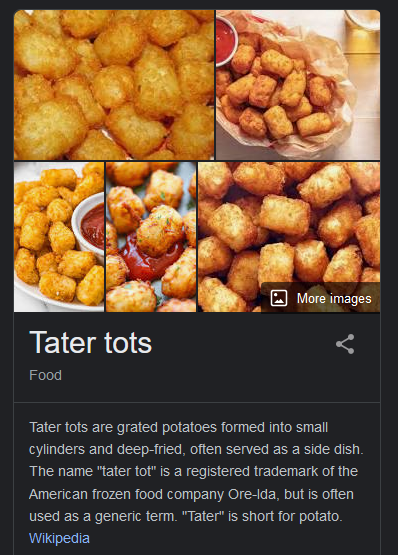 More images
Tater tots
Food
Tater tots are grated potatoes formed into small
cylinders and deep-fried, often served as a side dish.
The name "tater tot" is a registered trademark of the
American frozen food company Ore-Ida, but is often
used as a generic term. "Tater" is short for potato.
Wikipedia